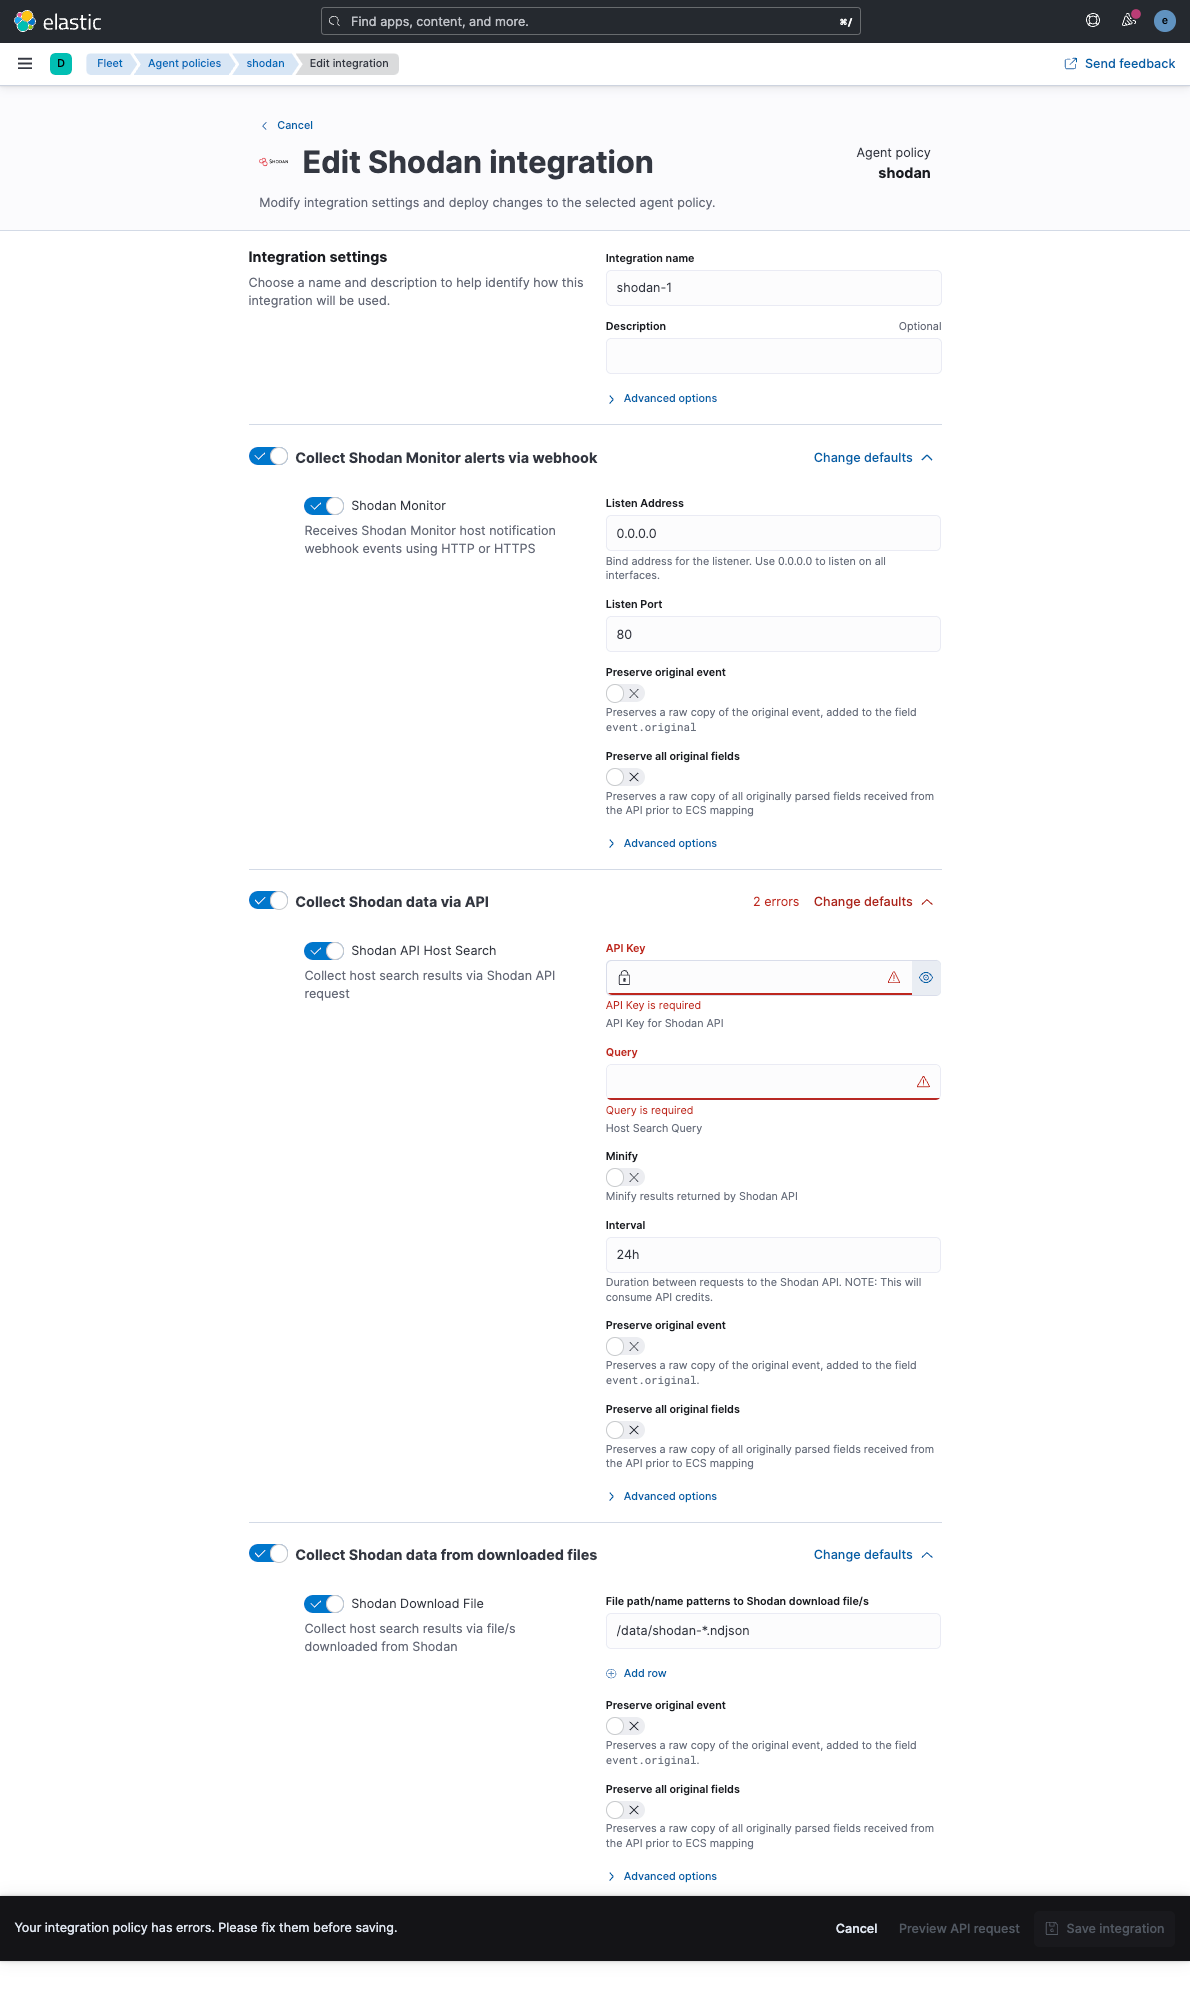 elastic
Find apps, content, and more.
⌘/
e
D
Fleet
Agent policies
shodan
Edit integration
Send feedback
Cancel
SHODAN
Edit Shodan integration
Agent policy
shodan
Modify integration settings and deploy changes to the selected agent policy.
Integration settings
Choose a name and description to help identify how this
integration will be used.
Integration name
shodan-1
Description
Optional
Advanced options
Collect Shodan Monitor alerts via webhook
Change defaults
Shodan Monitor
Receives Shodan Monitor host notification
webhook events using HTTP or HTTPS
Listen Address
0.0.0.0
Bind address for the listener. Use 0.0.0.0 to listen on all
interfaces.
Listen Port
80
Preserve original event
Preserves a raw copy of the original event, added to the field
event.original
Preserve all original fields
Preserves a raw copy of all originally parsed fields received from
the API prior to ECS mapping
Advanced options
Collect Shodan data via API
2 errors
Change defaults
Shodan API Host Search
Collect host search results via Shodan API
request
API Key
API Key is required
API Key for Shodan API
Query
Query is required
Host Search Query
Minify
Minify results returned by Shodan API
Interval
24h
Duration between requests to the Shodan API. NOTE: This will
consume API credits.
Preserve original event
Preserves a raw copy of the original event, added to the field
event.original.
Preserve all original fields
Preserves a raw copy of all originally parsed fields received from
the API prior to ECS mapping
Advanced options
Collect Shodan data from downloaded files
Change defaults
Shodan Download File
Collect host search results via file/s
downloaded from Shodan
File path/name patterns to Shodan download file/s
/data/shodan-*.ndjson
Add row
Preserve original event
Preserves a raw copy of the original event, added to the field
event.original.
Preserve all original fields
Preserves a raw copy of all originally parsed fields received from
the API prior to ECS mapping
Advanced options
Your integration policy has errors. Please fix them before saving.
Cancel
Preview API request
Save integration